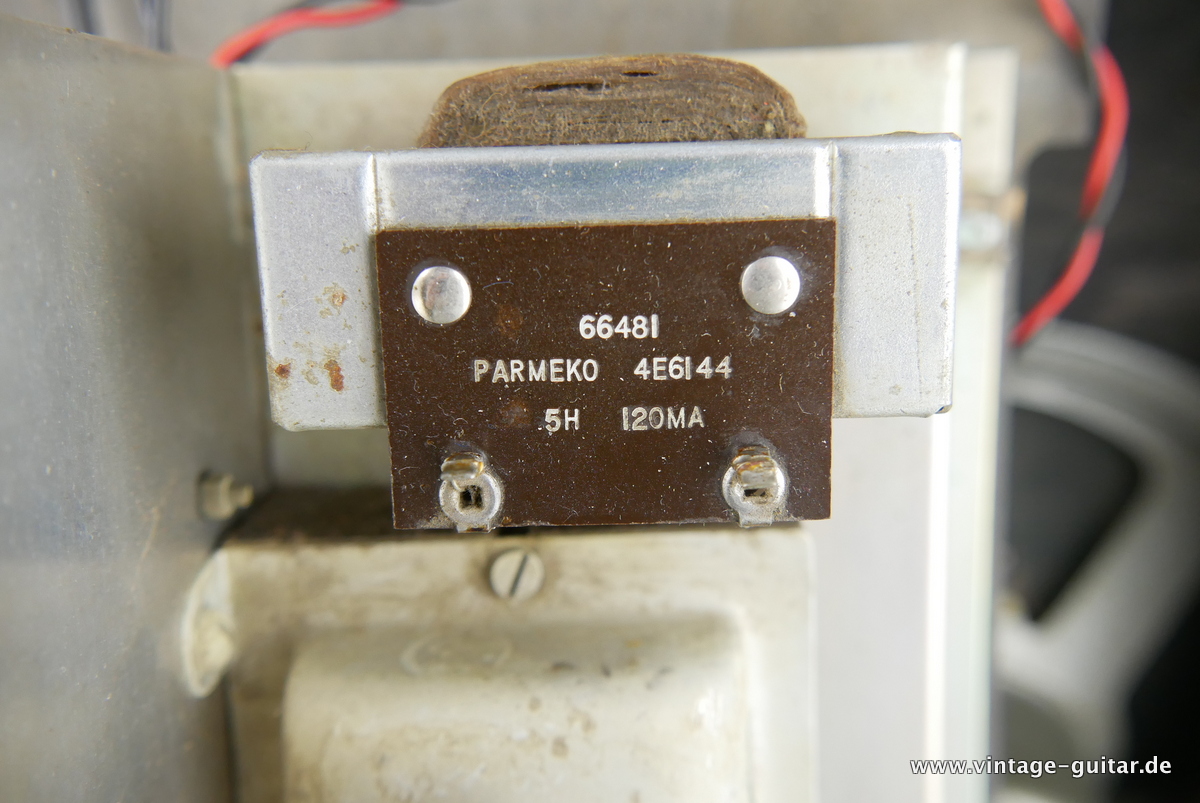 66481
PARMEKO 4E6144
5H 120MA
www.vintage-guitar.de